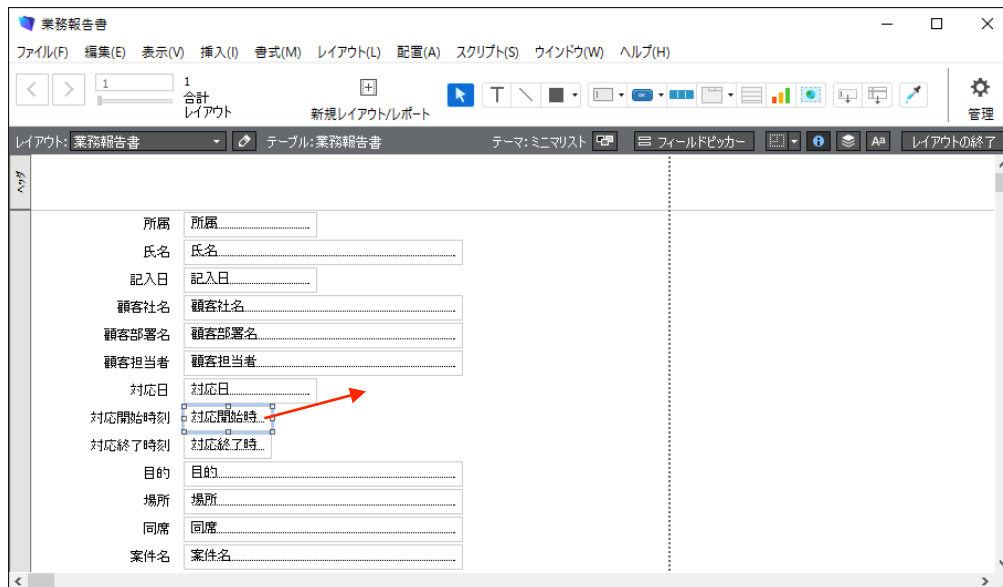 業務報告書
ファイル(F) 編集(E) 表示(V) 挿入(I) 書式(M) レイアウト(L) 配置(A) スクリプト(S) ウインドウ(W) ヘルプ(H)
1
1
合計
レイアウト
新規レイアウト/レポート
管理
レイアウト: 業務報告書 テーブル: 業務報告書 テーマ: ミニマリスト フィールドピッカー Aa レイアウトの終了
ヘッダ
所属 所属
氏名 氏名
記入日 記入日
顧客社名 顧客社名
顧客部署名 顧客部署名
顧客担当者 顧客担当者
対応日 対応日
対応開始時刻 対応開始時
対応終了時刻 対応終了時
目的 目的
場所 場所
同席 同席
案件名 案件名